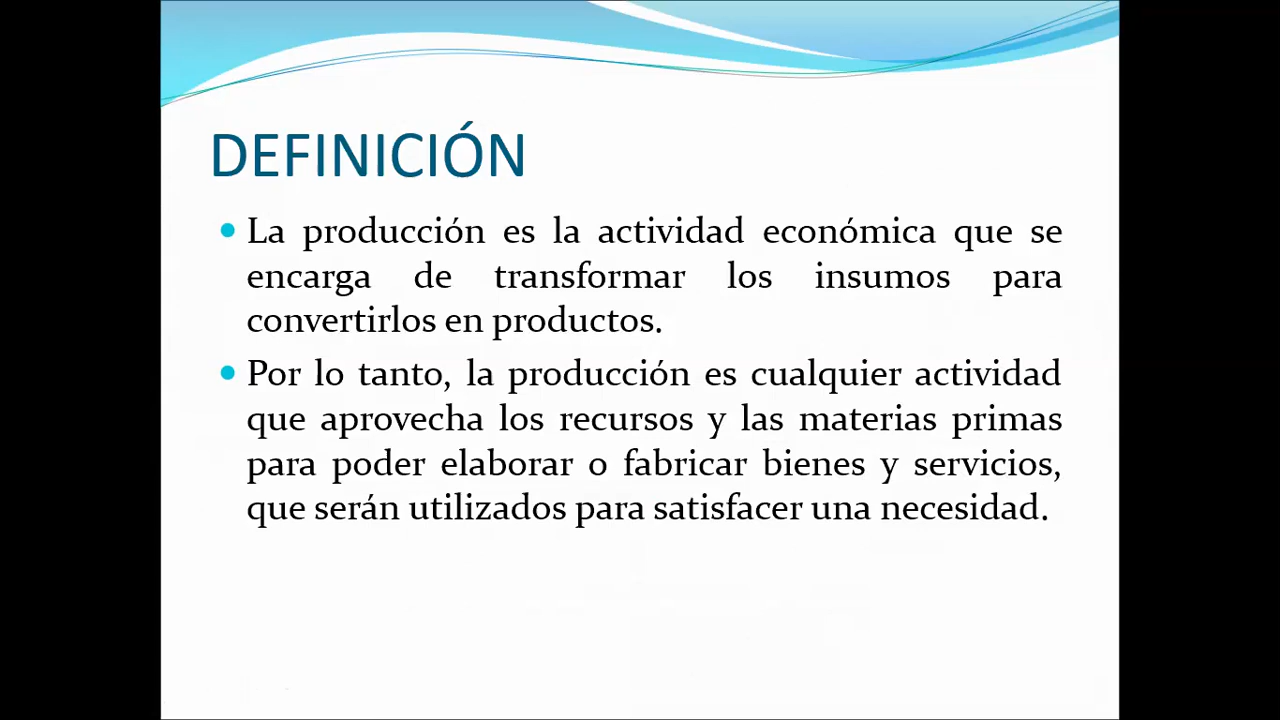 DEFINICIÓN
La producción es la actividad económica que se
encarga de transformar los insumos para
convertirlos en productos.
Por lo tanto, la producción es cualquier actividad
que aprovecha los recursos y las materias primas
para poder elaborar o fabricar bienes y servicios,
que serán utilizados para satisfacer una necesidad.